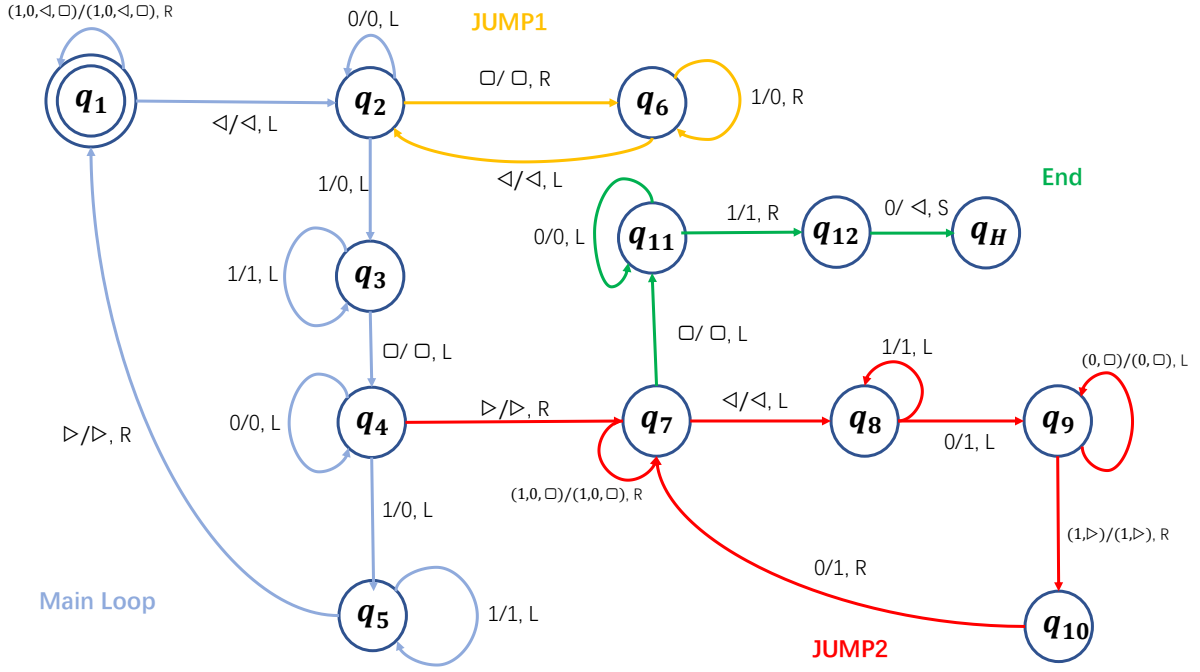 (1,0,⊲,□)/(1,0,⊲,□), R
0/0, L
JUMP1
q1
⊲/⊲, L
q2
□/ □, R
q6
1/0, R
⊲/⊲, L
1/0, L
End
q11
0/0, L
1/1, R
q12
0/ ⊲, S
qH
1/1, L
q3
□/ □, L
□/ □, L
1/1, L
(0,□)/(0,□), L
⊳/⊳, R
0/0, L
q4
⊳/⊳, R
q7
⊲/⊲, L
q8
0/1, L
q9
(1,0,□)/(1,0,□), R
1/0, L
(1,⊳)/(1,⊳), R
0/1, R
Main Loop
q5
1/1, L
q10
JUMP2